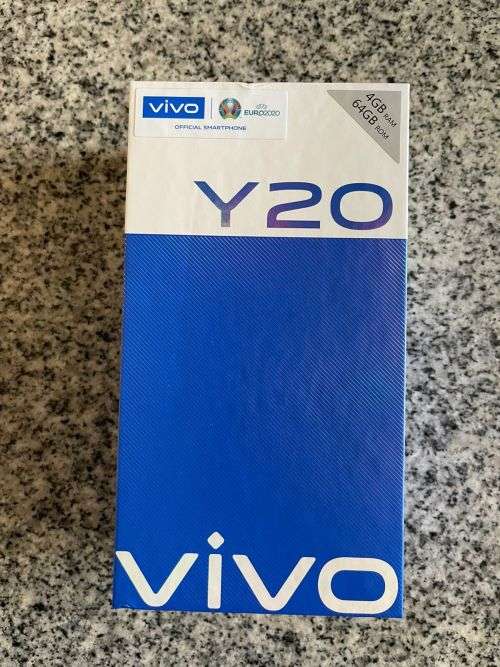 vivo
EURO2020
OFFICIAL SMARTPHONE
4GB RAM
64GB ROM
Y20
vivo